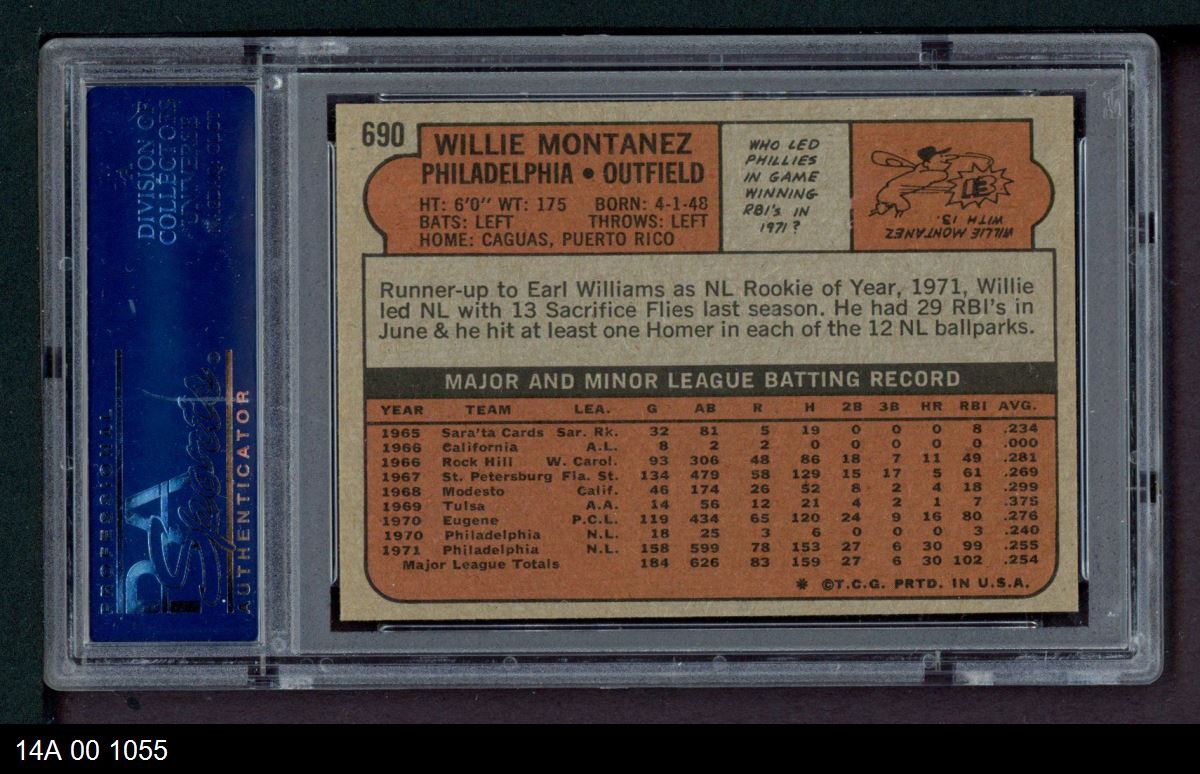 DIVISION OF
COLLECTORS
UNIVERSE
PROFESSIONAL
PSA
Sports
AUTHENTICATOR
690
WILLIE MONTANEZ
PHILADELPHIA • OUTFIELD
HT: 6'0" WT: 175 BORN: 4-1-48
BATS: LEFT THROWS: LEFT
HOME: CAGUAS, PUERTO RICO
WHO LED
PHILLIES
IN GAME
WINNING
RBI's IN
1971?
WILLIE MONTANEZ
WITH 13.
13
Runner-up to Earl Williams as NL Rookie of Year, 1971, Willie
led NL with 13 Sacrifice Flies last season. He had 29 RBI's in
June & he hit at least one Homer in each of the 12 NL ballparks.
MAJOR AND MINOR LEAGUE BATTING RECORD
YEAR TEAM LEA. G AB R H 2B 3B HR RBI AVG.
1965 Sara'ta Cards Sar. Rk. 32 81 5 19 0 0 0 8 .234
1966 California A.L. 8 2 2 0 0 0 0 0 .000
1966 Rock Hill W. Carol. 93 306 48 86 18 7 11 49 .281
1967 St. Petersburg Fla. St. 134 479 58 129 15 17 5 61 .269
1968 Modesto Calif. 46 174 26 52 8 2 4 18 .299
1969 Tulsa A.A. 14 56 12 21 4 2 1 7 .375
1970 Eugene P.C.L. 119 434 65 120 24 9 16 80 .276
1970 Philadelphia N.L. 18 25 3 6 0 0 0 3 .240
1971 Philadelphia N.L. 158 599 78 153 27 6 30 99 .255
Major League Totals 184 626 83 159 27 6 30 102 .254
* ©T.C.G. PRTD. IN U.S.A.
14A 00 1055